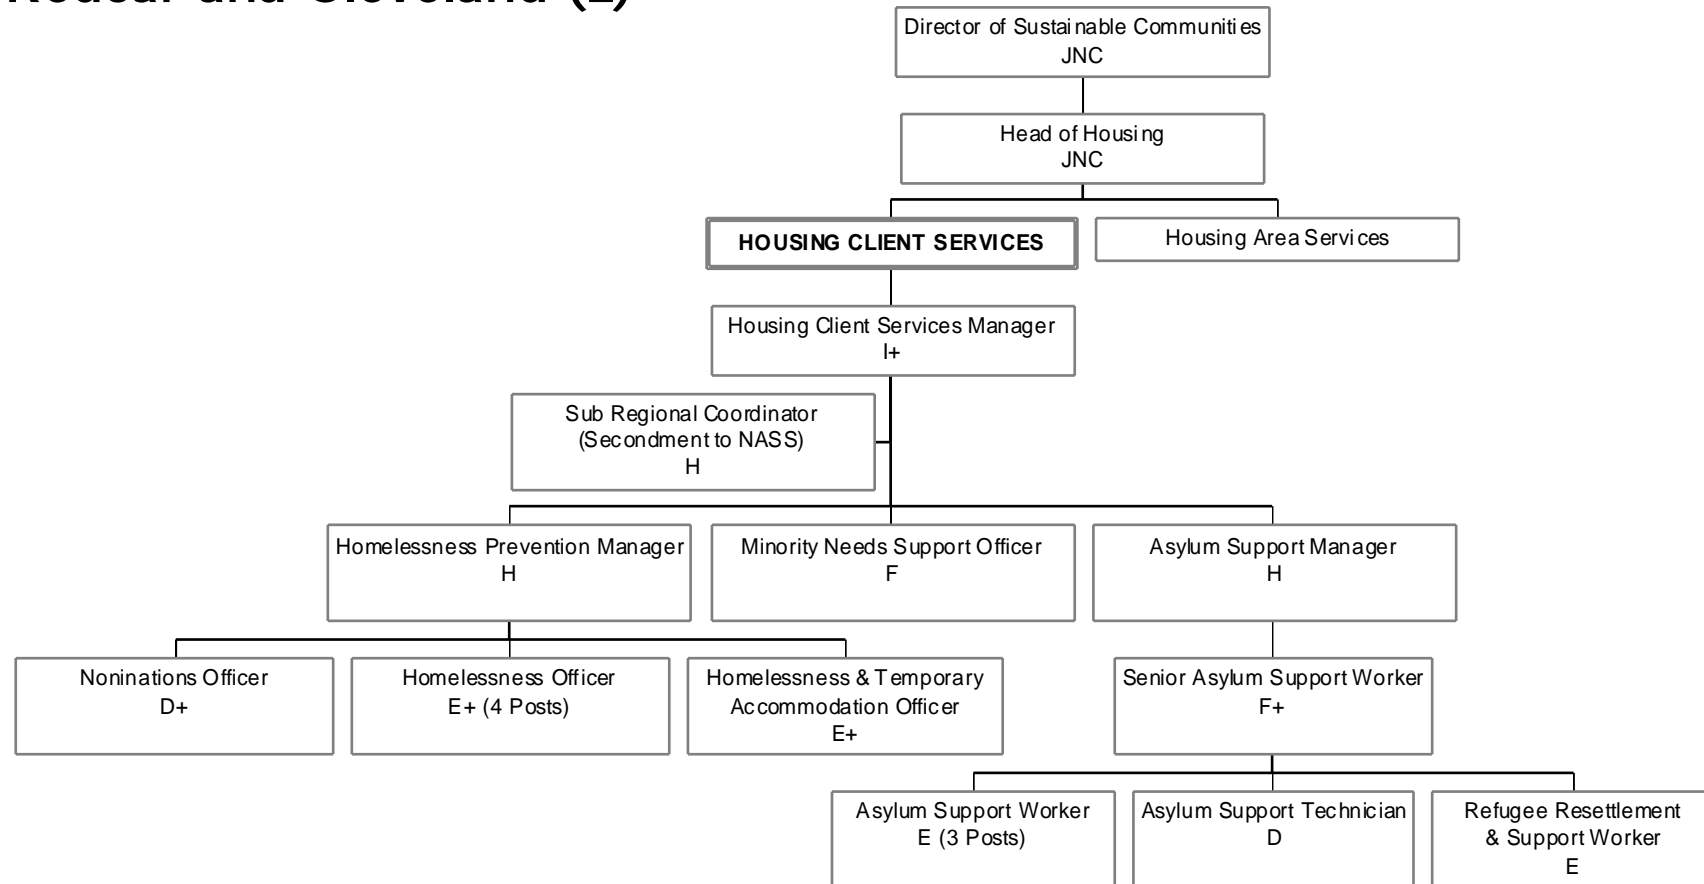 Redcar and Cleveland (2)
Director of Sustainable Communities
JNC
Head of Housing
JNC
HOUSING CLIENT SERVICES
Housing Area Services
Housing Client Services Manager
I+
Sub Regional Coordinator
(Secondment to NASS)
H
Homelessness Prevention Manager
H
Minority Needs Support Officer
F
Asylum Support Manager
H
Noninations Officer
D+
Homelessness Officer
E+ (4 Posts)
Homelessness & Temporary
Accommodation Officer
E+
Senior Asylum Support Worker
F+
Asylum Support Worker
E (3 Posts)
Asylum Support Technician
D
Refugee Resettlement
& Support Worker
E